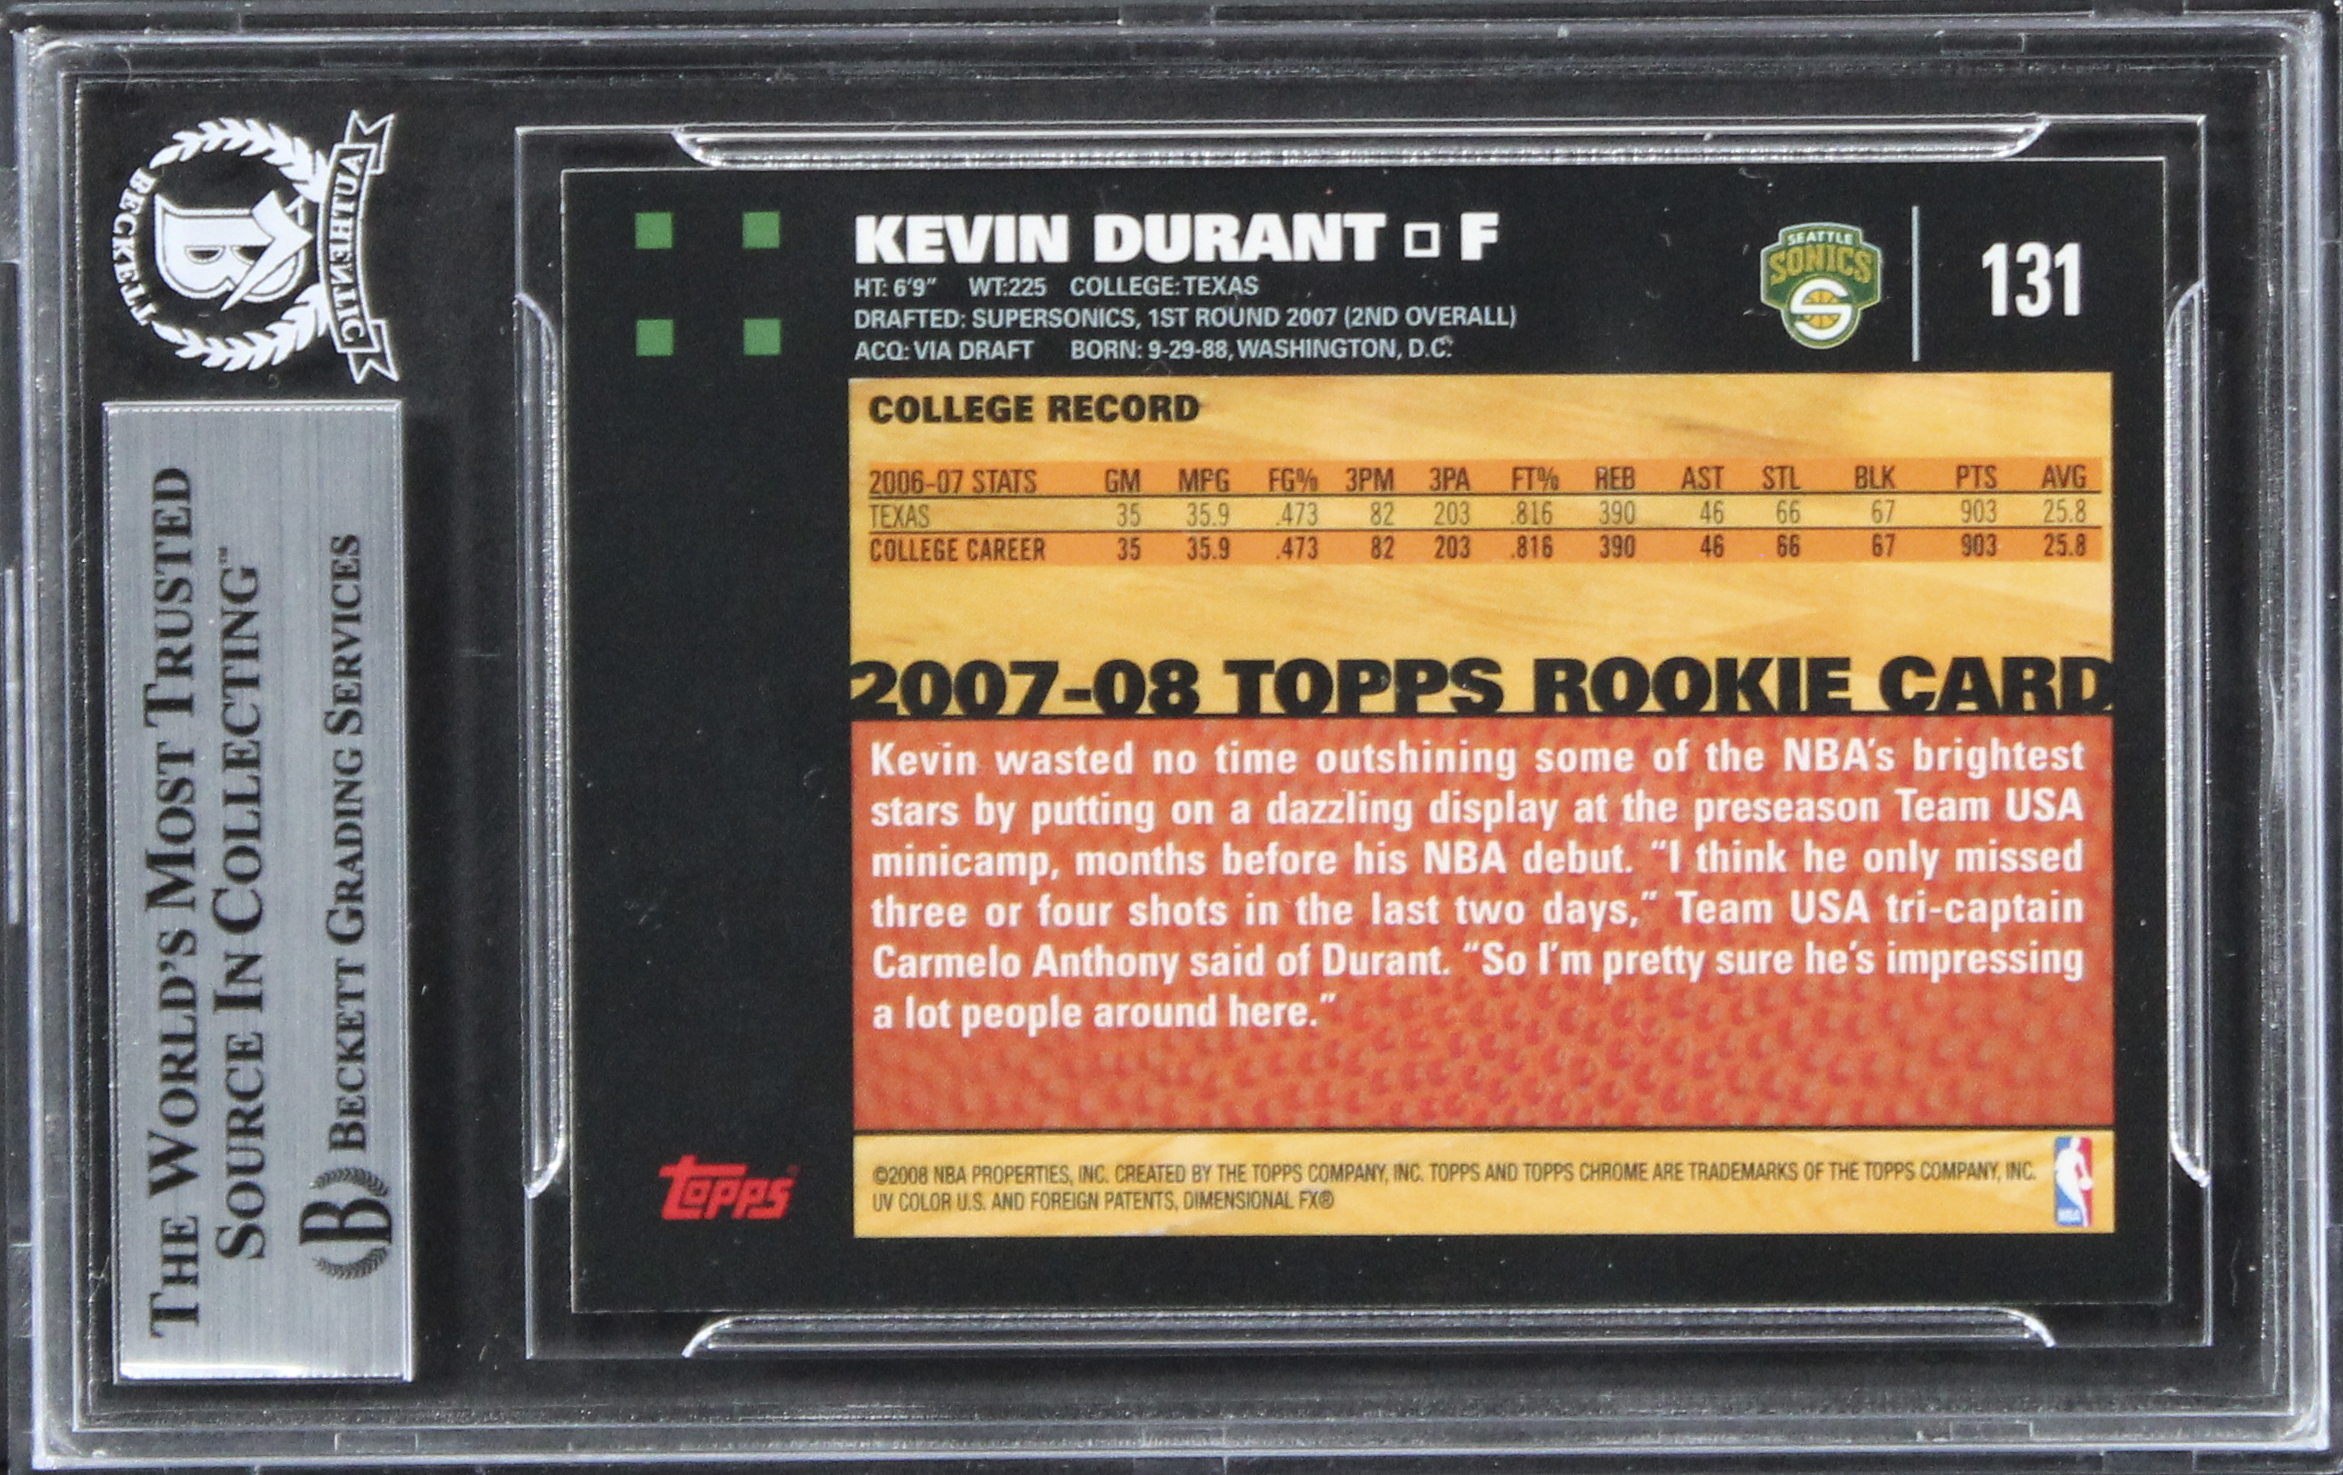 BECKETT
AUTHENTIC
B
THE WORLD'S MOST TRUSTED
SOURCE IN COLLECTING™
B BECKETT GRADING SERVICES
KEVIN DURANT □ F
HT: 6'9" WT:225 COLLEGE:TEXAS
DRAFTED: SUPERSONICS, 1ST ROUND 2007 (2ND OVERALL)
ACQ: VIA DRAFT BORN: 9-29-88, WASHINGTON, D.C.
SEATTLE
SONICS
S
131
COLLEGE RECORD
2006-07 STATS GM MPG FG% 3PM 3PA FT% REB AST STL BLK PTS AVG
TEXAS 35 35.9 .473 82 203 .816 390 46 66 67 903 25.8
COLLEGE CAREER 35 35.9 .473 82 203 .816 390 46 66 67 903 25.8
2007-08 TOPPS ROOKIE CARD
Kevin wasted no time outshining some of the NBA's brightest
stars by putting on a dazzling display at the preseason Team USA
minicamp, months before his NBA debut. “I think he only missed
three or four shots in the last two days,” Team USA tri-captain
Carmelo Anthony said of Durant. “So I'm pretty sure he's impressing
a lot people around here.”
TOPPS®
©2008 NBA PROPERTIES, INC. CREATED BY THE TOPPS COMPANY, INC. TOPPS AND TOPPS CHROME ARE TRADEMARKS OF THE TOPPS COMPANY, INC.
UV COLOR U.S. AND FOREIGN PATENTS, DIMENSIONAL FX®
NBA